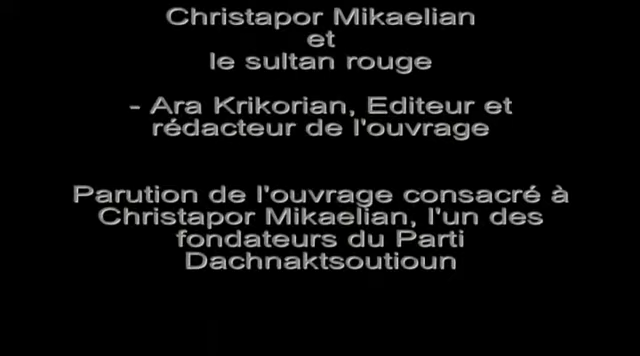 Christapor Mikaelian
et
le sultan rouge
- Ara Krikorian, Editeur et
rédacteur de l'ouvrage
Parution de l'ouvrage consacré à
Christapor Mikaelian, l'un des
fondateurs du Parti
Dachnaktsoutioun